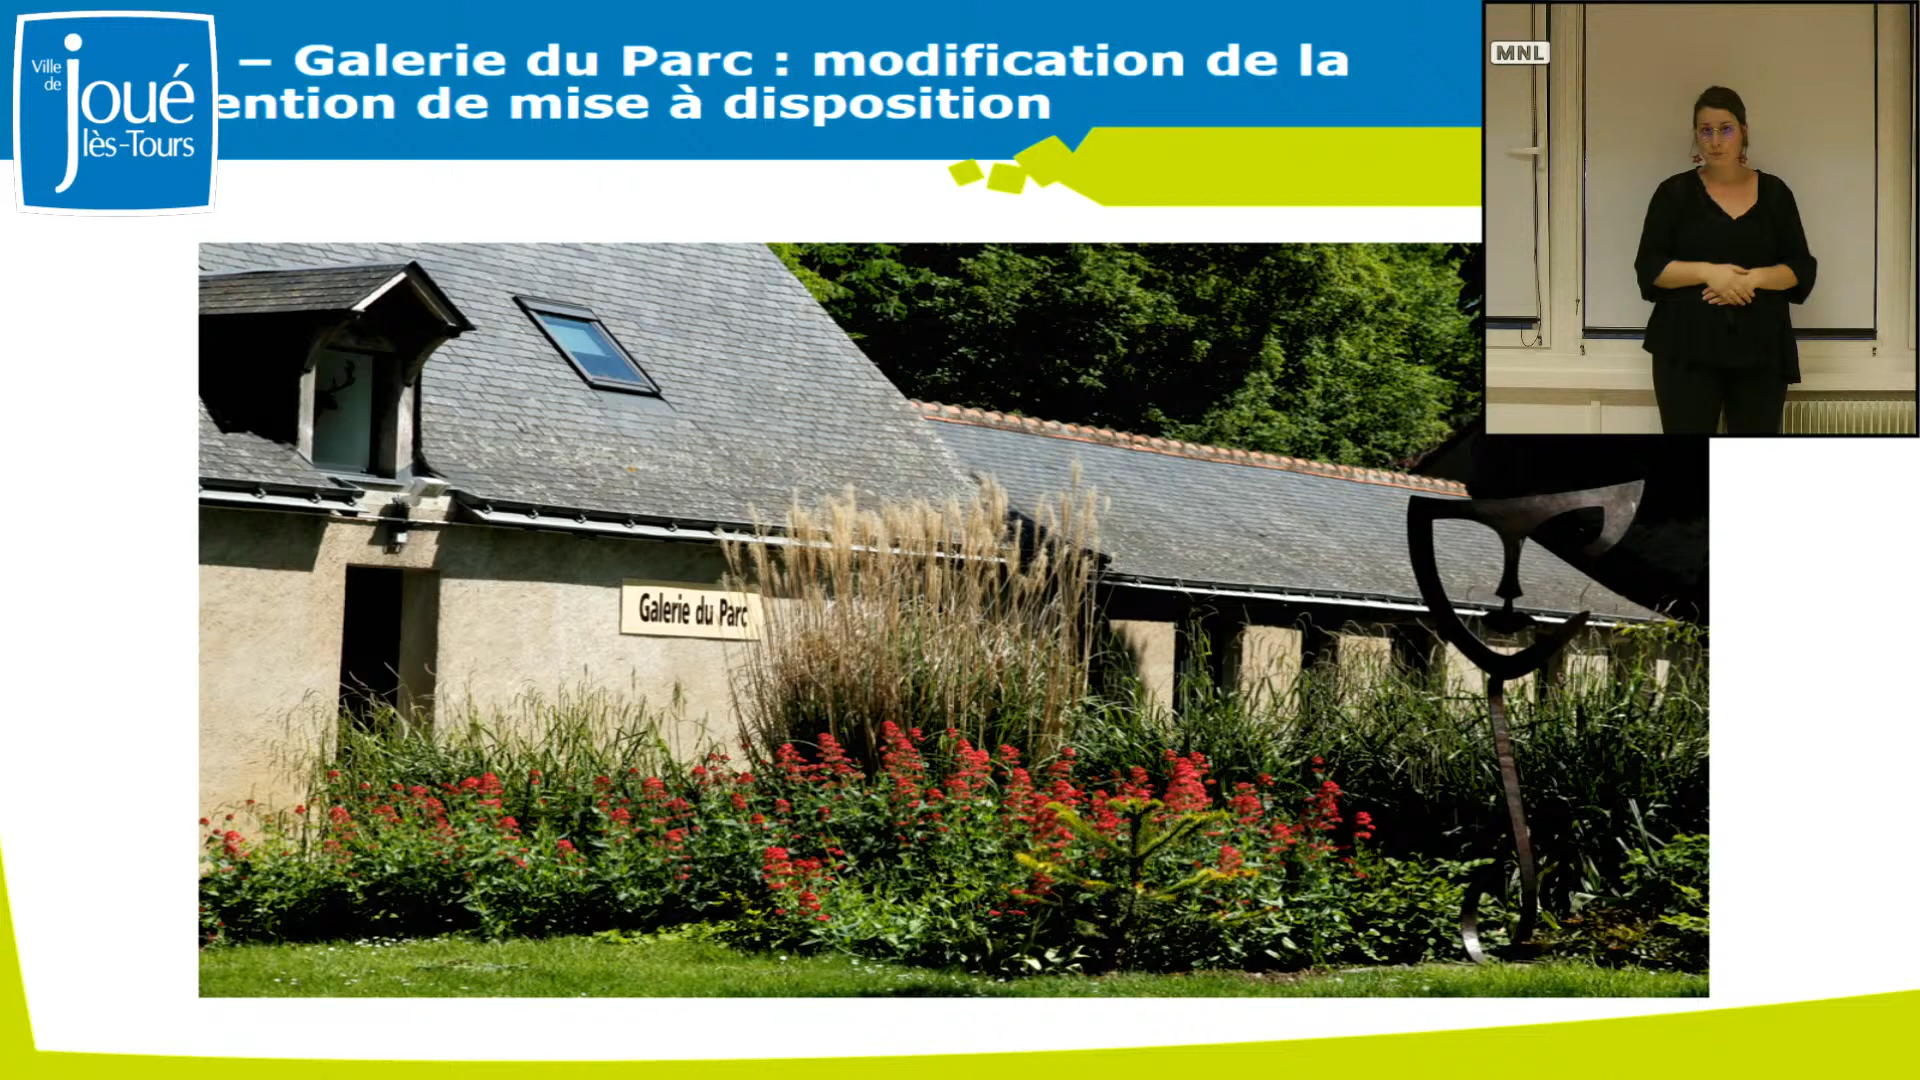 – Galerie du Parc : modification de la
ention de mise à disposition
Ville
de
joué
lès-Tours
MNL
Galerie du Parc